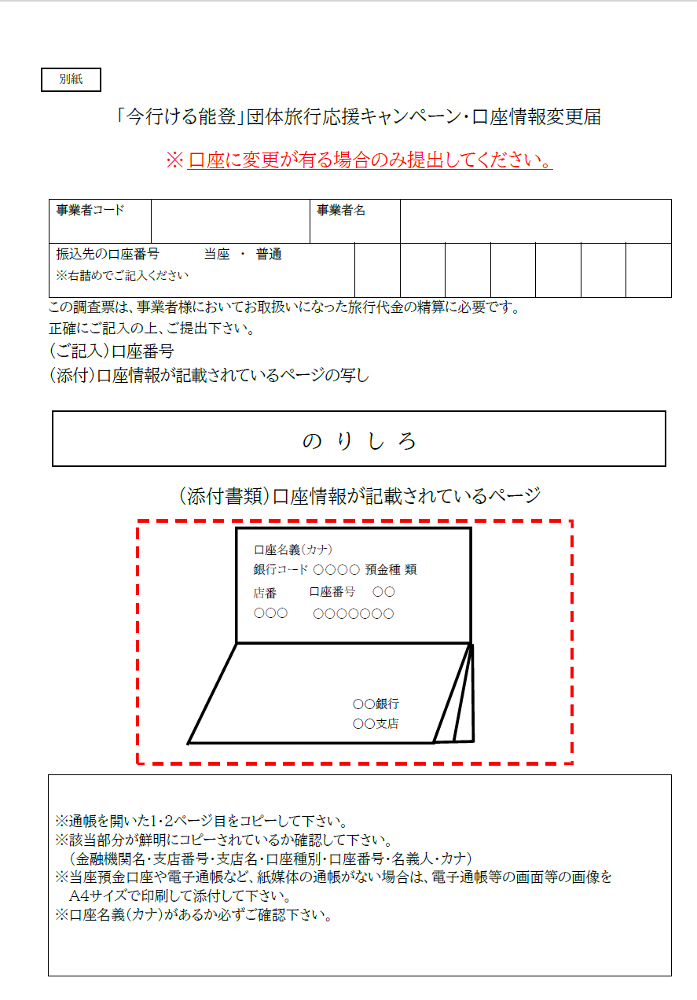 別紙
「今行ける能登」団体旅行応援キャンペーン・口座情報変更届
※口座に変更が有る場合のみ提出してください。
事業者コード 事業者名
振込先の口座番号 当座 ・ 普通
※右詰めでご記入ください
この調査票は、事業者様においてお取扱いになった旅行代金の精算に必要です。
正確にご記入の上、ご提出下さい。
（ご記入）口座番号
（添付）口座情報が記載されているページの写し
のりしろ
（添付書類）口座情報が記載されているページ
口座名義（カナ）
銀行コード 〇〇〇〇 預金種 類
店番 口座番号 〇〇
〇〇〇 〇〇〇〇〇〇〇
〇〇銀行
〇〇支店
※通帳を開いた１・２ページ目をコピーして下さい。
※該当部分が鮮明にコピーされているか確認して下さい。
（金融機関名・支店番号・支店名・口座種別・口座番号・名義人・カナ）
※当座預金口座や電子通帳など、紙媒体の通帳がない場合は、電子通帳等の画面等の画像を
A4サイズで印刷して添付して下さい。
※口座名義（カナ）があるか必ずご確認下さい。